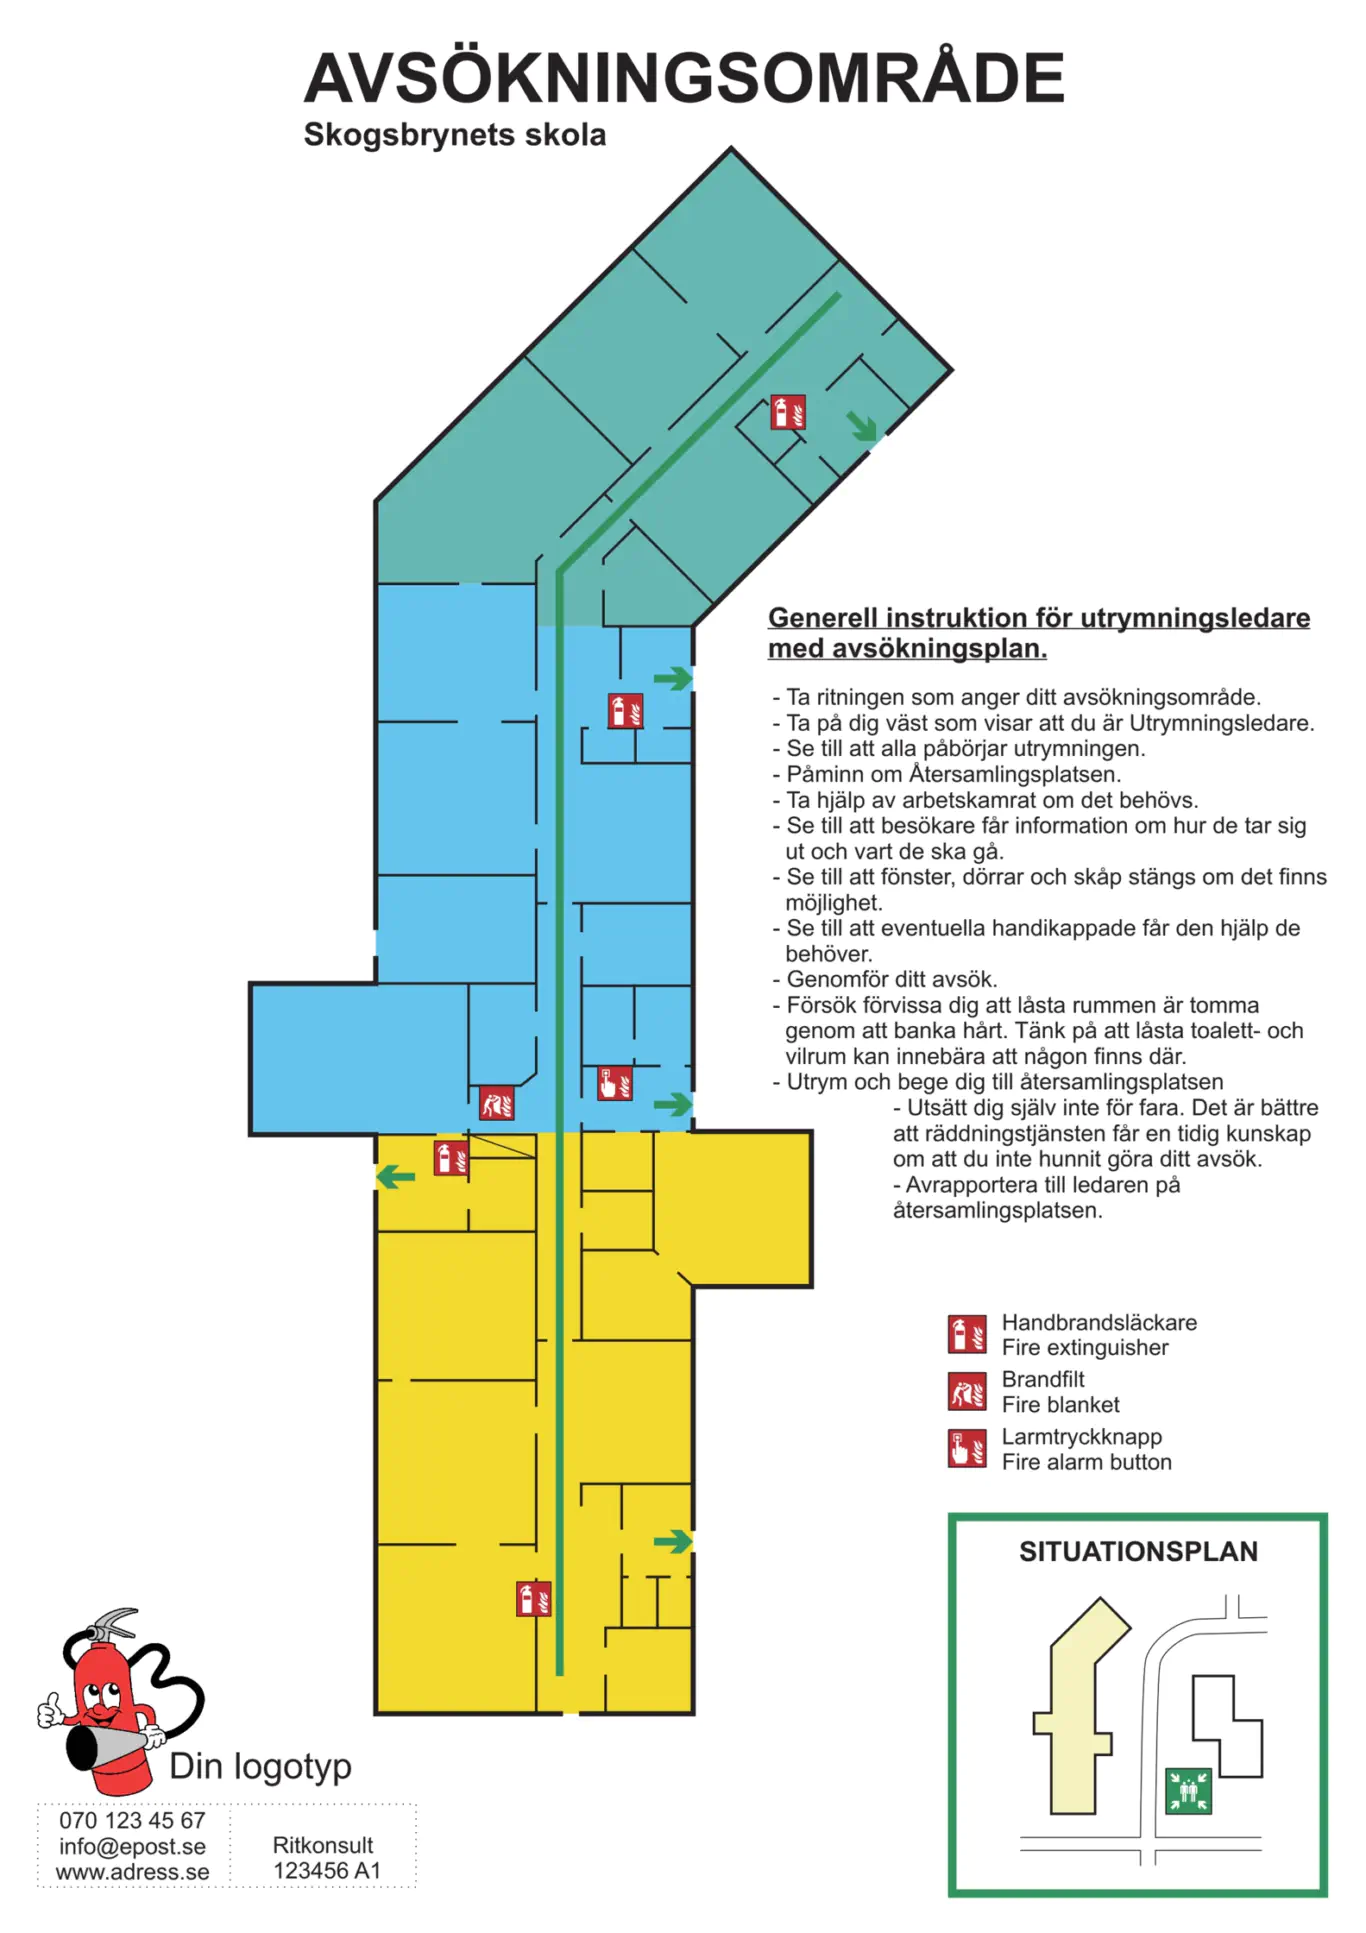 AVSÖKNINGSOMRÅDE
Skogsbrynets skola
Generell instruktion för utrymningsledare
med avsökningsplan.
- Ta ritningen som anger ditt avsökningsområde.
- Ta på dig väst som visar att du är Utrymningsledare.
- Se till att alla påbörjar utrymningen.
- Påminn om Återsamlingsplatsen.
- Ta hjälp av arbetskamrat om det behövs.
- Se till att besökare får information om hur de tar sig
ut och vart de ska gå.
- Se till att fönster, dörrar och skåp stängs om det finns
möjlighet.
- Se till att eventuella handikappade får den hjälp de
behöver.
- Genomför ditt avsök.
- Försök förvissa dig att låsta rummen är tomma
genom att banka hårt. Tänk på att låsta toalett- och
vilrum kan innebära att någon finns där.
- Utrym och bege dig till återsamlingsplatsen
- Utsätt dig själv inte för fara. Det är bättre
att räddningstjänsten får en tidig kunskap
om att du inte hunnit göra ditt avsök.
- Avrapportera till ledaren på
återsamlingsplatsen.
Handbrandsläckare
Fire extinguisher
Brandfilt
Fire blanket
Larmtryckknapp
Fire alarm button
SITUATIONSPLAN
Din logotyp
070 123 45 67
info@epost.se
www.adress.se
Ritkonsult
123456 A1